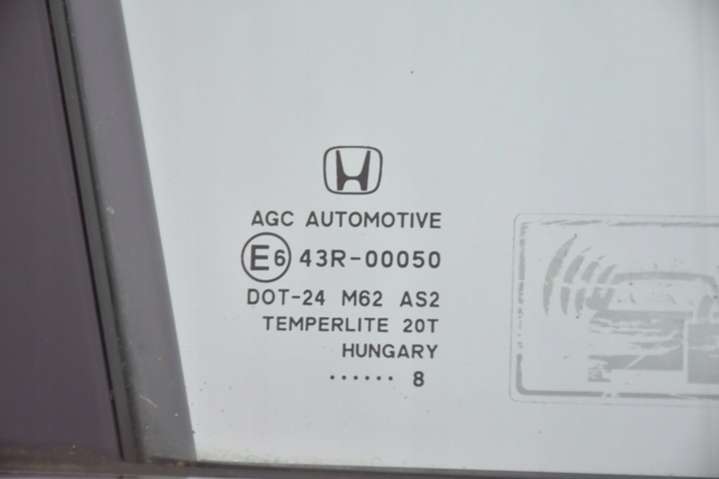 AGC AUTOMOTIVE
E6 43R-00050
DOT-24 M62 AS2
TEMPERLITE 20T
HUNGARY
······ 8